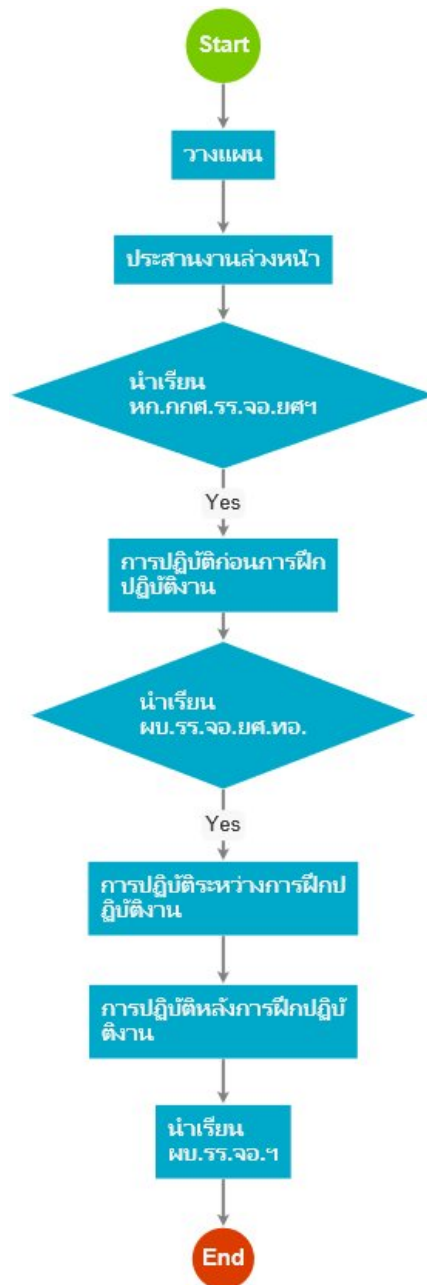 Start
วางแผน
ประสานงานล่วงหน้า
นำเรียน
หก.กกศ.รร.จอ.ยศฯ
Yes
การปฏิบัติก่อนการฝึก
ปฏิบัติงาน
นำเรียน
ผบ.รร.จอ.ยศ.ทอ.
Yes
การปฏิบัติระหว่างการฝึกป
ฏิบัติงาน
การปฏิบัติหลังการฝึกปฏิบั
ติงาน
นำเรียน
ผบ.รร.จอ.ฯ
End